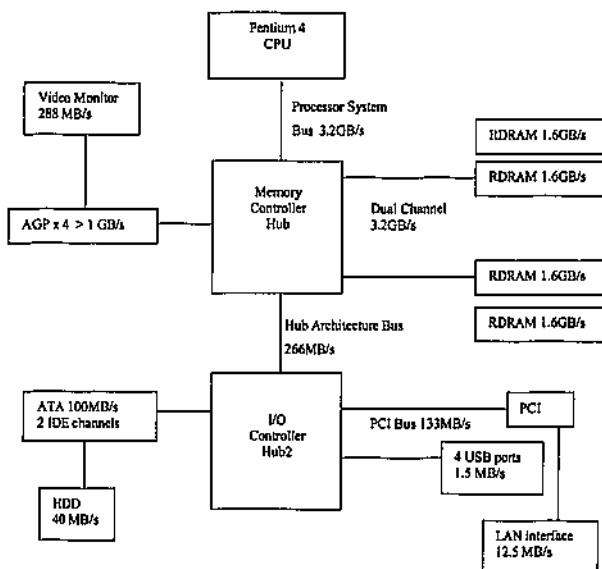 Pentium 4
CPU
Video Monitor
288 MB/s
Processor System
Bus 3.2GB/s
RDRAM 1.6GB/s
RDRAM 1.6GB/s
Memory
Controller
Hub
Dual Channel
3.2GB/s
AGP x 4 > 1 GB/s
RDRAM 1.6GB/s
RDRAM 1.6GB/s
Hub Architecture Bus
266MB/s
ATA 100MB/s
2 IDE channels
I/O
Controller
Hub2
PCI Bus 133MB/s
PCI
4 USB ports
1.5 MB/s
HDD
40 MB/s
LAN interface
12.5 MB/s